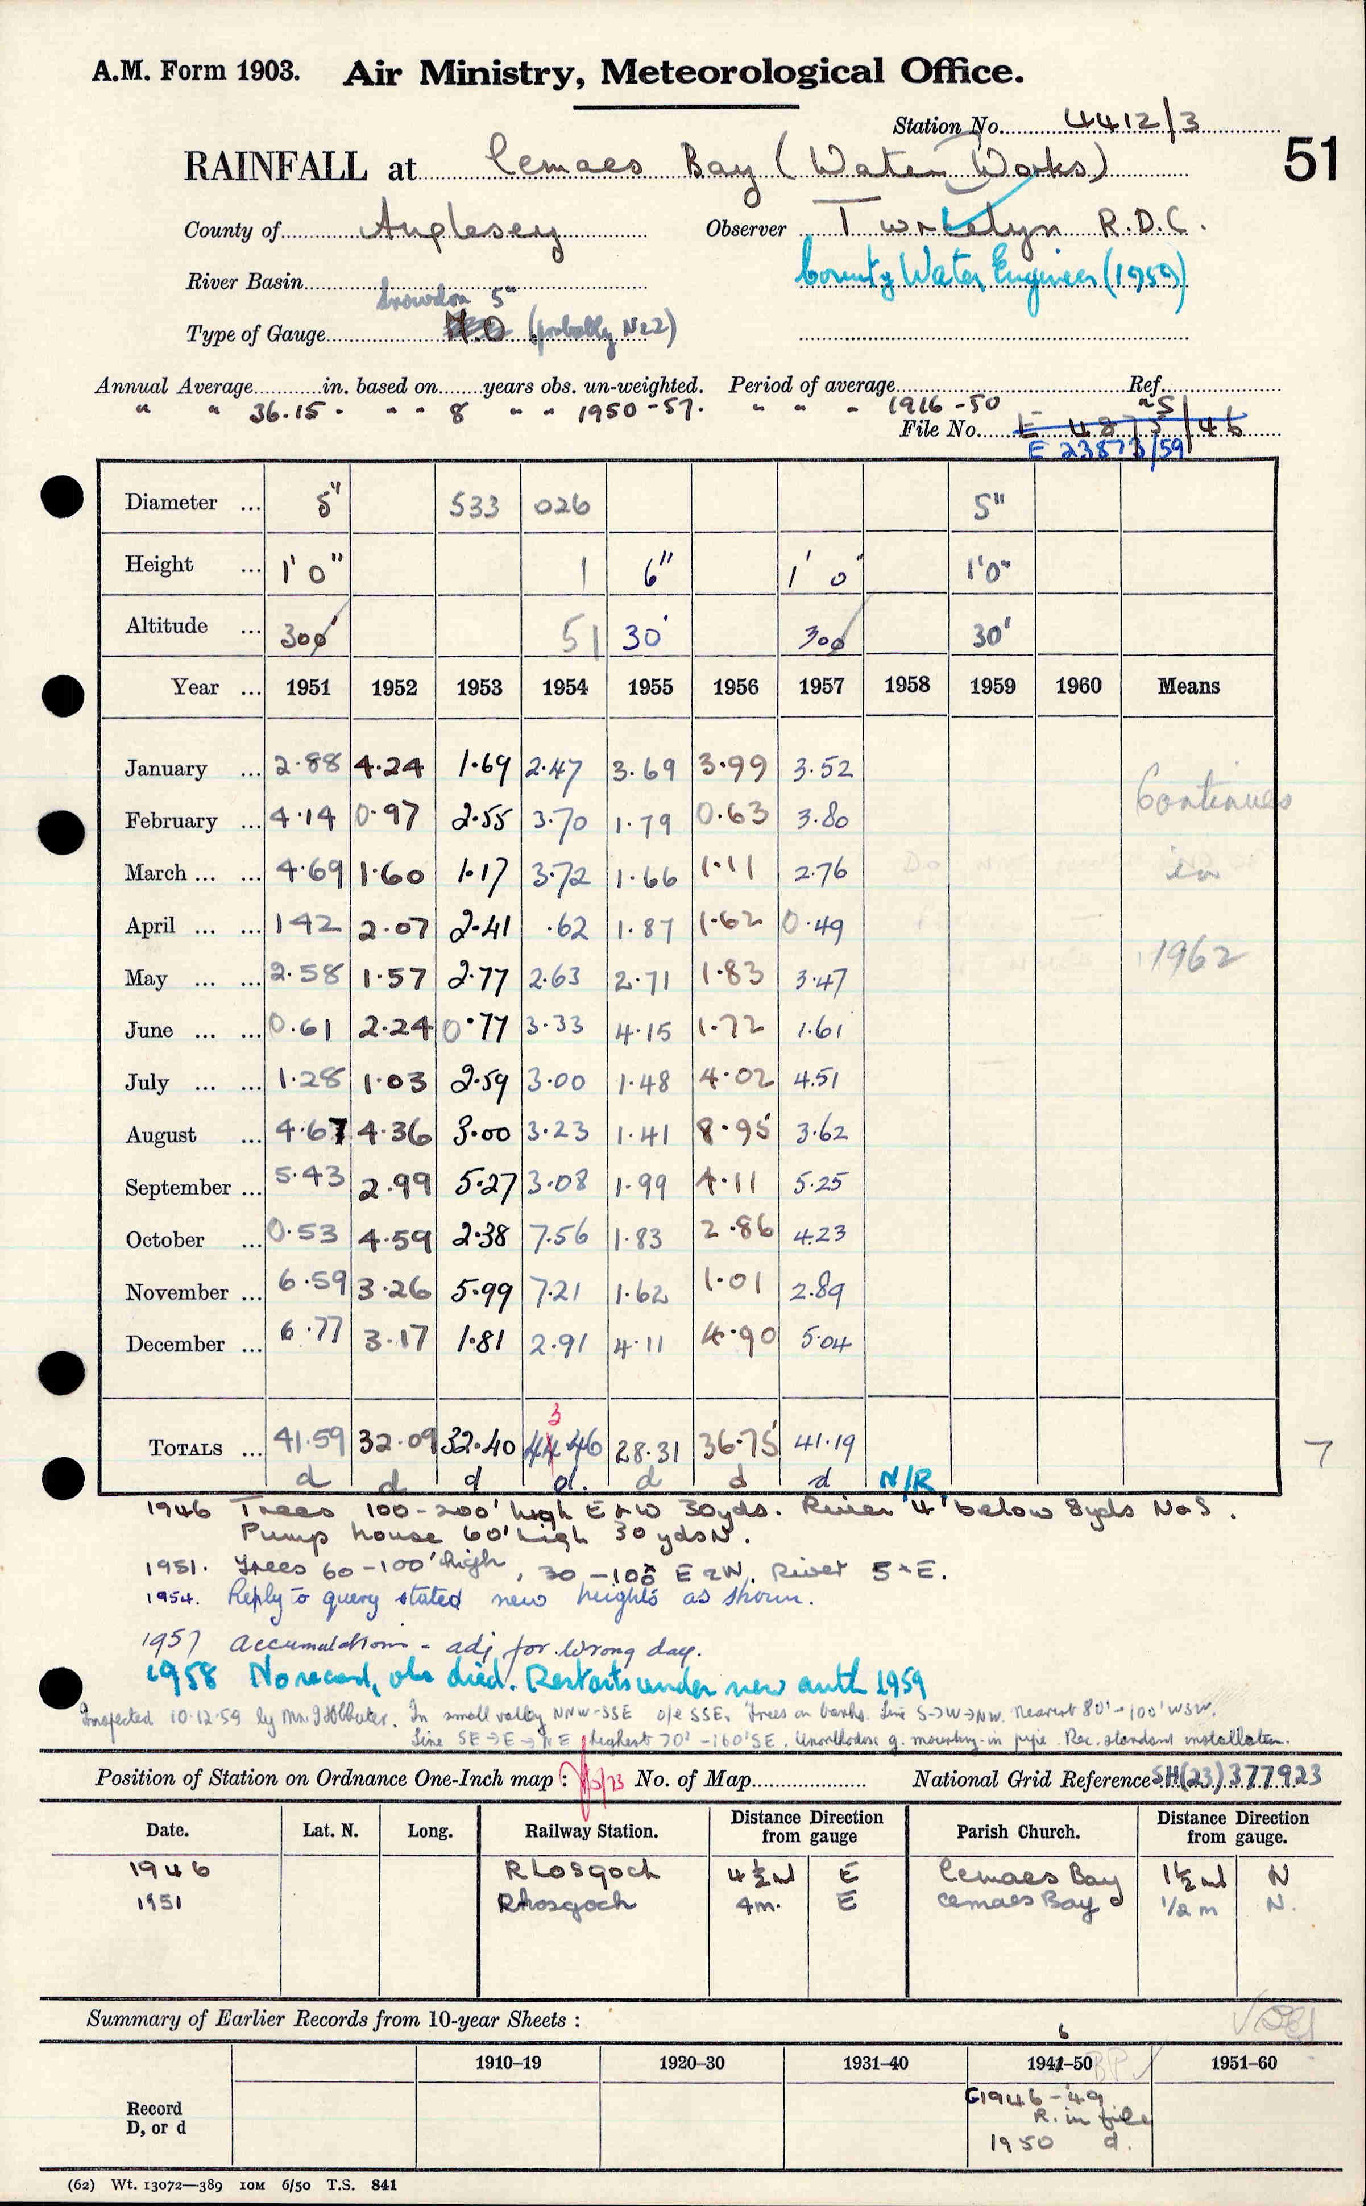 A.M. Form 1903. Air Ministry, Meteorological Office.
Station No. 4412/3
51
RAINFALL at Cemaes Bay (Water Works)
County of Anglesey Observer Twrcelyn R.D.C.
County Water Engineer (1959)
River Basin
Snowdon 5"
Type of Gauge M.O (probably No 2)
Annual Average in. based on years obs. un-weighted. Period of average Ref.
" " 36.15. " " 8 " " 1950-57. " " " 1916-50
File No. E 4873/46
E 23873/59
Diameter ... 5" 533 026 5"
Height ... 1' 0" 1 6" 1' 0" 1'0"
Altitude ... 300' 51 30' 300 30'
Year ... 1951 1952 1953 1954 1955 1956 1957 1958 1959 1960 Means
January ... 2.88 4.24 1.69 2.47 3.69 3.99 3.52
Continues
February ... 4.14 0.97 2.55 3.70 1.79 0.63 3.80
March ... ... 4.69 1.60 1.17 3.72 1.66 1.11 2.76
in
April ... ... 142 2.07 2.41 .62 1.87 1.62 0.49
1962
May ... ... 2.58 1.57 2.77 2.63 2.71 1.83 3.47
June ... ... 0.61 2.24 0.77 3.33 4.15 1.72 1.61
July ... ... 1.28 1.03 2.59 3.00 1.48 4.02 4.51
August ... 4.67 4.36 3.00 3.23 1.41 8.95 3.62
September ... 5.43 2.99 5.27 3.08 1.99 4.11 5.25
October ... 0.53 4.59 2.38 7.56 1.83 2.86 4.23
November ... 6.59 3.26 5.99 7.21 1.62 1.01 2.89
December ... 6.77 3.17 1.81 2.91 4.11 4.90 5.04
3
TOTALS ... 41.59 32.09 32.40 44.46 28.31 36.75 41.19
7
d d d d. d d d N/R
1946 Trees 100-200' high E & W 30yds. River 4' below 8yds N & S.
Pump house 60' high 30 yds N.
1951. Trees 60-100' high, 30-100 E & W. River 5 E.
1954. Reply to query stated new heights as shown.
1957 accumulations - adj for wrong day.
1958 No record, obs died. Restarts under new auth 1959
Inspected 10.12.59 by Mr. In small valley NNW-SSE o/e SSE. Trees on banks. Line S→W→NW. Nearest 80'-100' WSW.
Line SE→E→NE highest 70'-160' SE. Unorthodox g. mounting-in pipe. Rec. standard installation.
Position of Station on Ordnance One-Inch map : No. of Map National Grid Reference SH(23)377923
Date. Lat. N. Long. Railway Station. Distance from gauge Direction Parish Church. Distance from gauge. Direction
1946 Rhosgoch 4½ml E Cemaes Bay 1½ml N
1951 Rhosgoch 4m. E Cemaes Bay 1/2 m N.
Summary of Earlier Records from 10-year Sheets :
6
1910–19 1920–30 1931–40 1941–50 1951–60
Record
D, or d
G1946-49
R. in file
1950 d.
(62) Wt. 13072—389 10M 6/50 T.S. 841